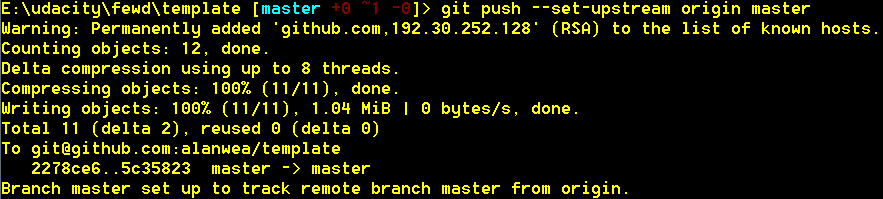 E:\udacity\fewd\template [master +0 ~1 -0]> git push --set-upstream origin master
Warning: Permanently added 'github.com,192.30.252.128' (RSA) to the list of known hosts.
Counting objects: 12, done.
Delta compression using up to 8 threads.
Compressing objects: 100% (11/11), done.
Writing objects: 100% (11/11), 1.04 MiB | 0 bytes/s, done.
Total 11 (delta 2), reused 0 (delta 0)
To git@github.com:alanwea/template
   2278ce6..5c35823  master -> master
Branch master set up to track remote branch master from origin.